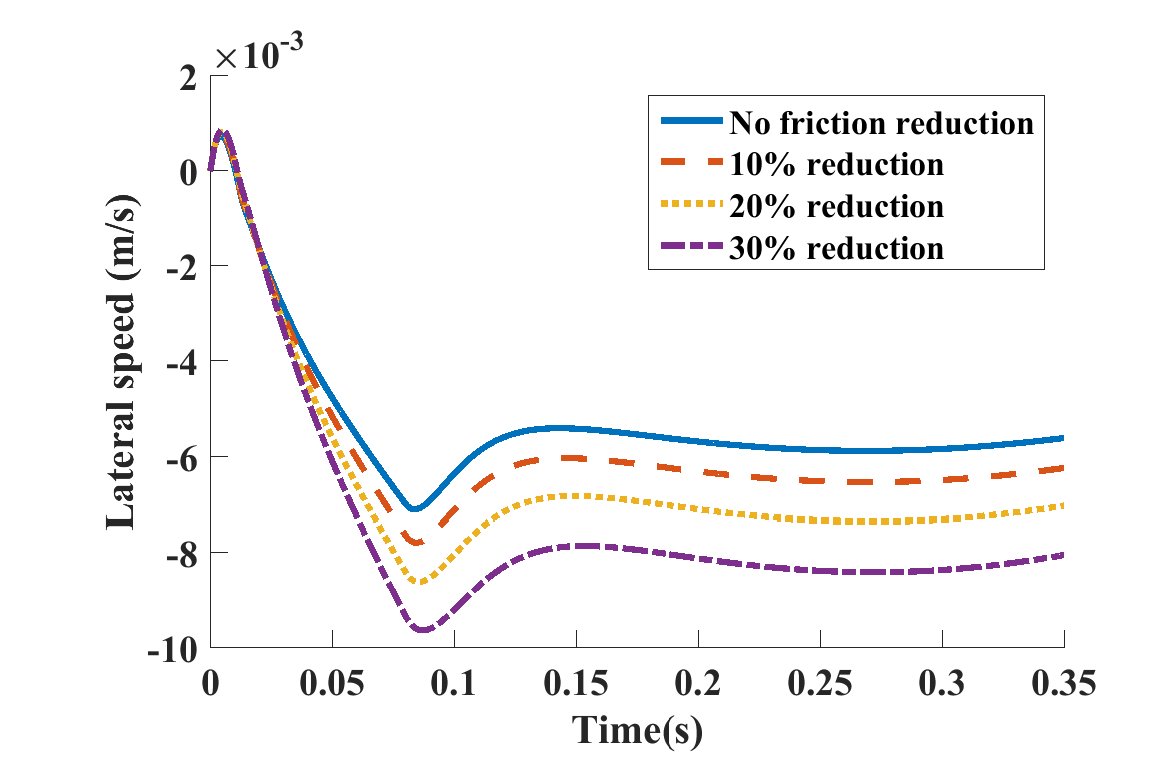 ×10-3
2
0
-2
-4
-6
-8
-10
Lateral speed (m/s)
No friction reduction
10% reduction
20% reduction
30% reduction
0 0.05 0.1 0.15 0.2 0.25 0.3 0.35
Time(s)